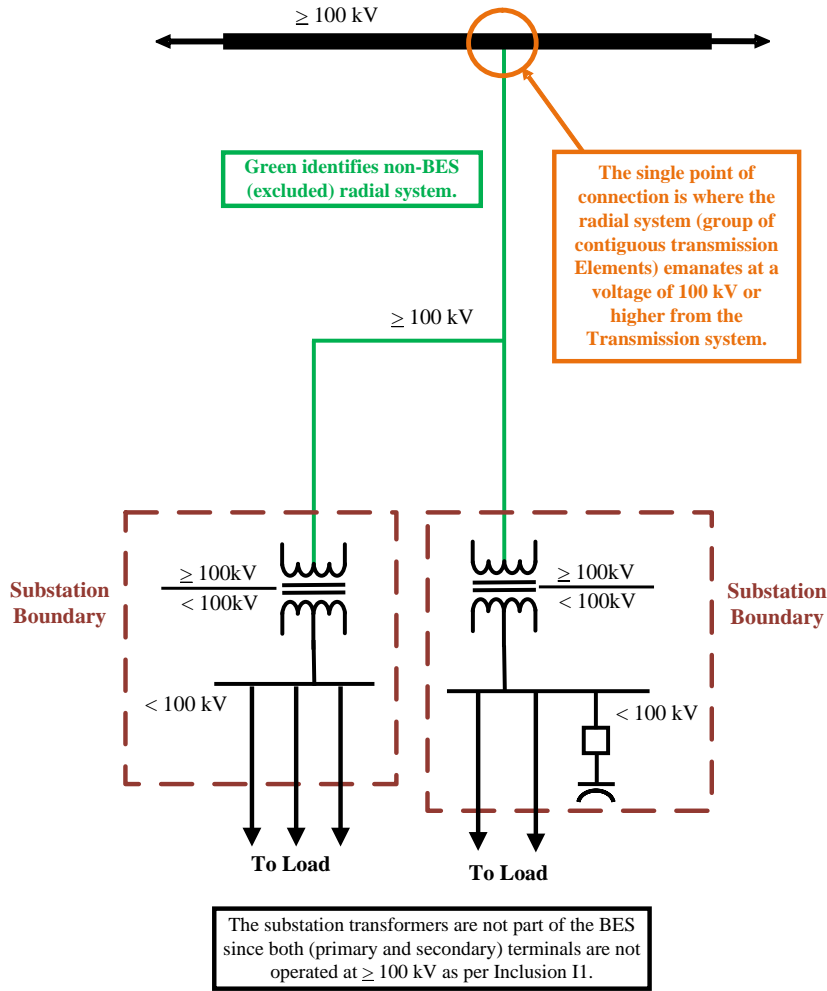 ≥ 100 kV
Green identifies non-BES
(excluded) radial system.
The single point of
connection is where the
radial system (group of
contiguous transmission
Elements) emanates at a
voltage of 100 kV or
higher from the
Transmission system.
≥ 100 kV
Substation
Boundary
≥ 100kV
< 100kV
≥ 100kV
< 100kV
Substation
Boundary
< 100 kV
< 100 kV
To Load
To Load
The substation transformers are not part of the BES
since both (primary and secondary) terminals are not
operated at ≥ 100 kV as per Inclusion I1.